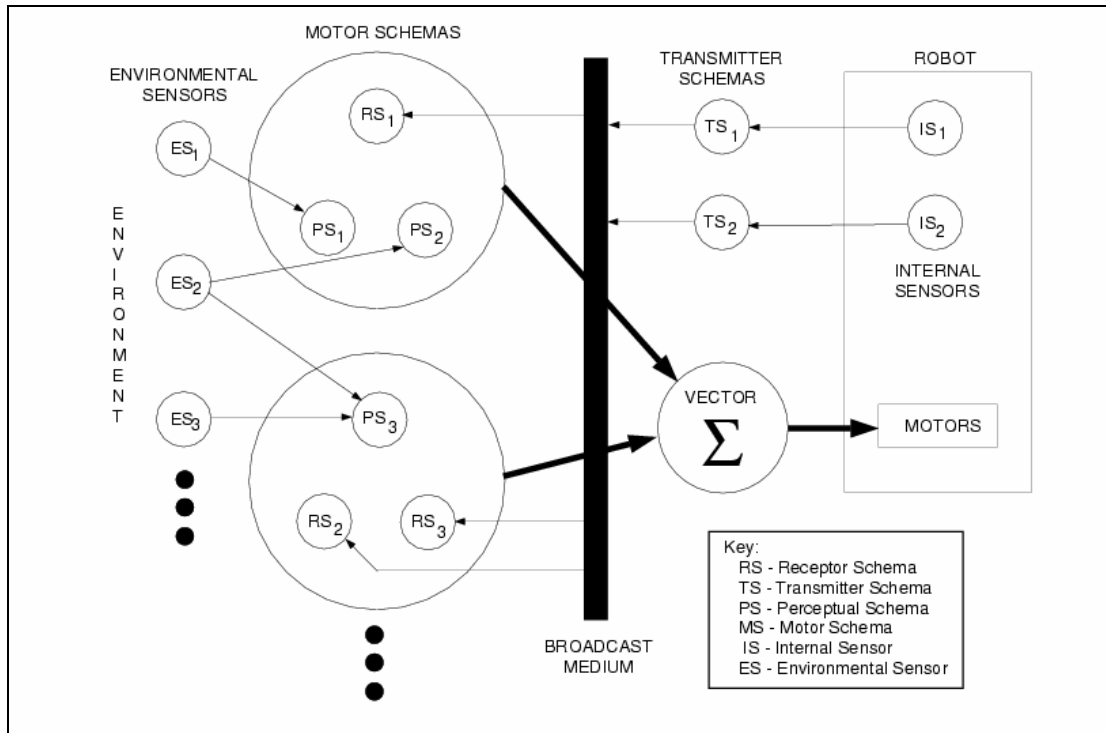 MOTOR SCHEMAS
ENVIRONMENTAL
SENSORS
TRANSMITTER
SCHEMAS
ROBOT
ES1
ES2
ES3
ENVIRONMENT
RS1
PS1
PS2
PS3
RS2
RS3
TS1
TS2
IS1
IS2
INTERNAL
SENSORS
VECTOR
Σ
MOTORS
BROADCAST
MEDIUM
Key:
RS - Receptor Schema
TS - Transmitter Schema
PS - Perceptual Schema
MS - Motor Schema
IS - Internal Sensor
ES - Environmental Sensor